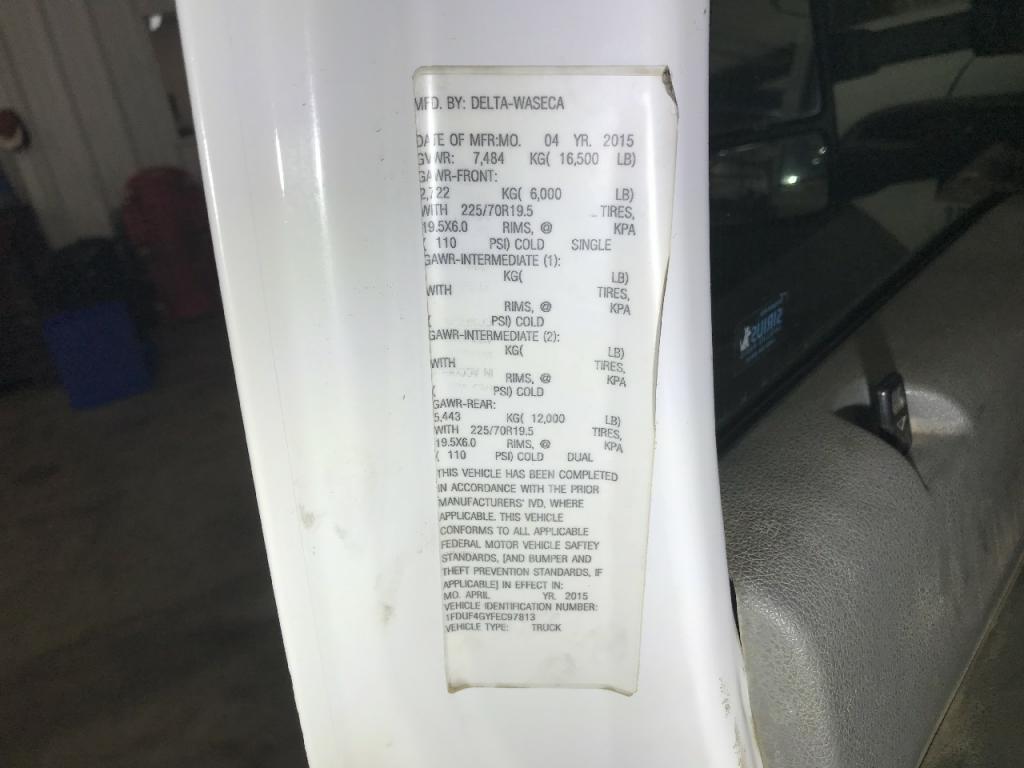 MFD. BY: DELTA-WASECA
DATE OF MFR:MO. 04 YR. 2015
GVWR: 7,484 KG( 16,500 LB)
GAWR-FRONT:
2,722 KG( 6,000 LB)
WITH 225/70R19.5 TIRES,
19.5X6.0 RIMS, @ KPA
( 110 PSI) COLD SINGLE
GAWR-INTERMEDIATE (1):
KG( LB)
WITH TIRES,
RIMS, @ KPA
( PSI) COLD
GAWR-INTERMEDIATE (2):
KG( LB)
WITH TIRES,
RIMS, @ KPA
( PSI) COLD
GAWR-REAR:
5,443 KG( 12,000 LB)
WITH 225/70R19.5 TIRES,
19.5X6.0 RIMS, @ KPA
( 110 PSI) COLD DUAL
THIS VEHICLE HAS BEEN COMPLETED
IN ACCORDANCE WITH THE PRIOR
MANUFACTURERS' IVD, WHERE
APPLICABLE. THIS VEHICLE
CONFORMS TO ALL APPLICABLE
FEDERAL MOTOR VEHICLE SAFTEY
STANDARDS, [AND BUMPER AND
THEFT PREVENTION STANDARDS, IF
APPLICABLE] IN EFFECT IN:
MO. APRIL YR. 2015
VEHICLE IDENTIFICATION NUMBER:
1FDUF4GYFEC97813
VEHICLE TYPE: TRUCK
SIRIUS